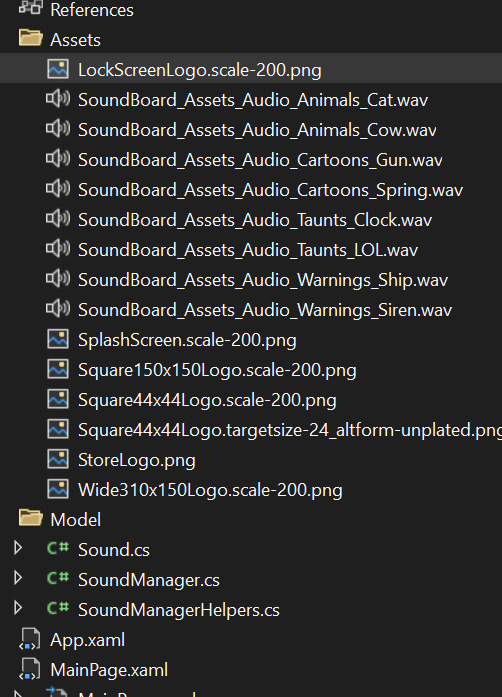 References
Assets
LockScreenLogo.scale-200.png
SoundBoard_Assets_Audio_Animals_Cat.wav
SoundBoard_Assets_Audio_Animals_Cow.wav
SoundBoard_Assets_Audio_Cartoons_Gun.wav
SoundBoard_Assets_Audio_Cartoons_Spring.wav
SoundBoard_Assets_Audio_Taunts_Clock.wav
SoundBoard_Assets_Audio_Taunts_LOL.wav
SoundBoard_Assets_Audio_Warnings_Ship.wav
SoundBoard_Assets_Audio_Warnings_Siren.wav
SplashScreen.scale-200.png
Square150x150Logo.scale-200.png
Square44x44Logo.scale-200.png
Square44x44Logo.targetsize-24_altform-unplated.png
StoreLogo.png
Wide310x150Logo.scale-200.png
Model
C# Sound.cs
C# SoundManager.cs
C# SoundManagerHelpers.cs
App.xaml
MainPage.xaml